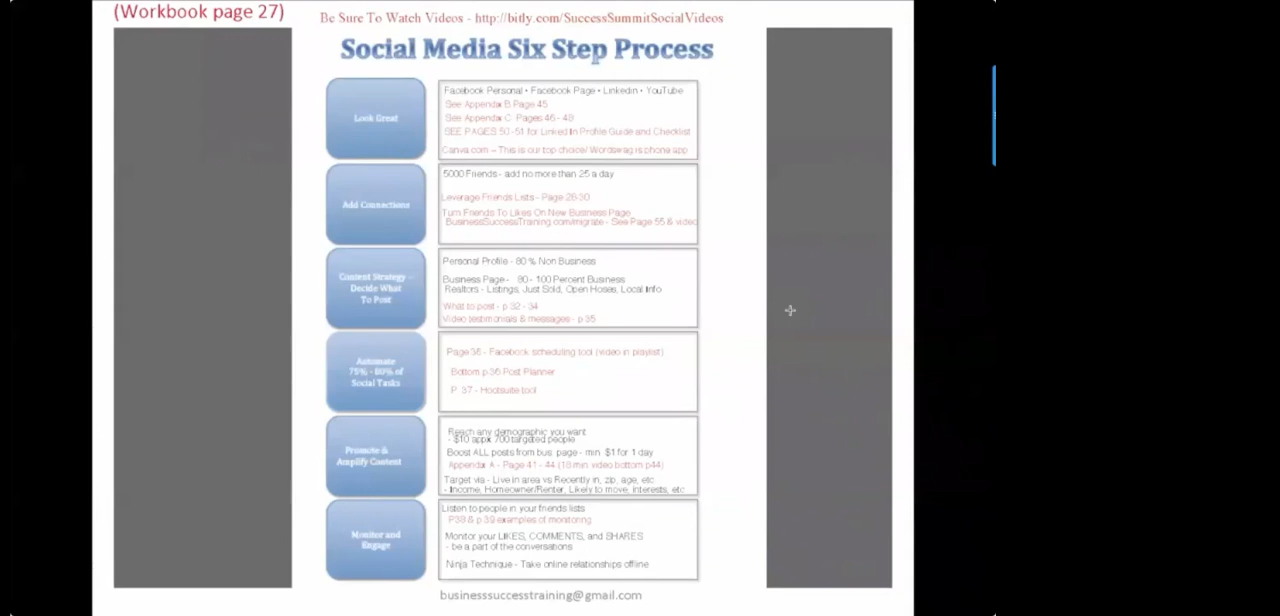 (Workbook page 27)
Be Sure To Watch Videos - http://bitly.com/SuccessSummitSocialVideos
Social Media Six Step Process
Look Great
Facebook Personal • Facebook Page • Linkedin • YouTube
See Appendix B Page 45
See Appendix C Pages 46 - 49
SEE PAGES 50-51 for Linked In Profile Guide and Checklist
Canva.com – This is our top choice/ Wordswag is phone app
Add Connections
5000 Friends - add no more than 25 a day
Leverage Friends Lists - Page 28-30
Turn Friends To Likes On New Business Page
BusinessSuccessTraining.com/migrate - See Page 55 & video
Content Strategy –
Decide What
To Post
Personal Profile - 80 % Non Business
Business Page - 80 - 100 Percent Business
Realtors - Listings, Just Sold, Open Hoses, Local Info
What to post - p 32 - 34
Video testimonials & messages - p 35
Automate
75% - 80% of
Social Tasks
Page 36 - Facebook scheduling tool (video in playlist)
Bottom p 36 Post Planner
P. 37 - Hootsuite tool
Promote &
Amplify Content
Reach any demographic you want
- $10 appx 700 targeted people
Boost ALL posts from bus. page - min. $1 for 1 day
Appendix A - Page 41 - 44 (18 min. video bottom p44)
Target via - Live in area vs Recently in, zip, age, etc
- Income, Homeowner/Renter, Likely to move, interests, etc
Monitor and
Engage
Listen to people in your friends lists
P38 & p 39 examples of monitoring
Monitor your LIKES, COMMENTS, and SHARES
- be a part of the conversations
Ninja Technique - Take online relationships offline
businesssuccesstraining@gmail.com